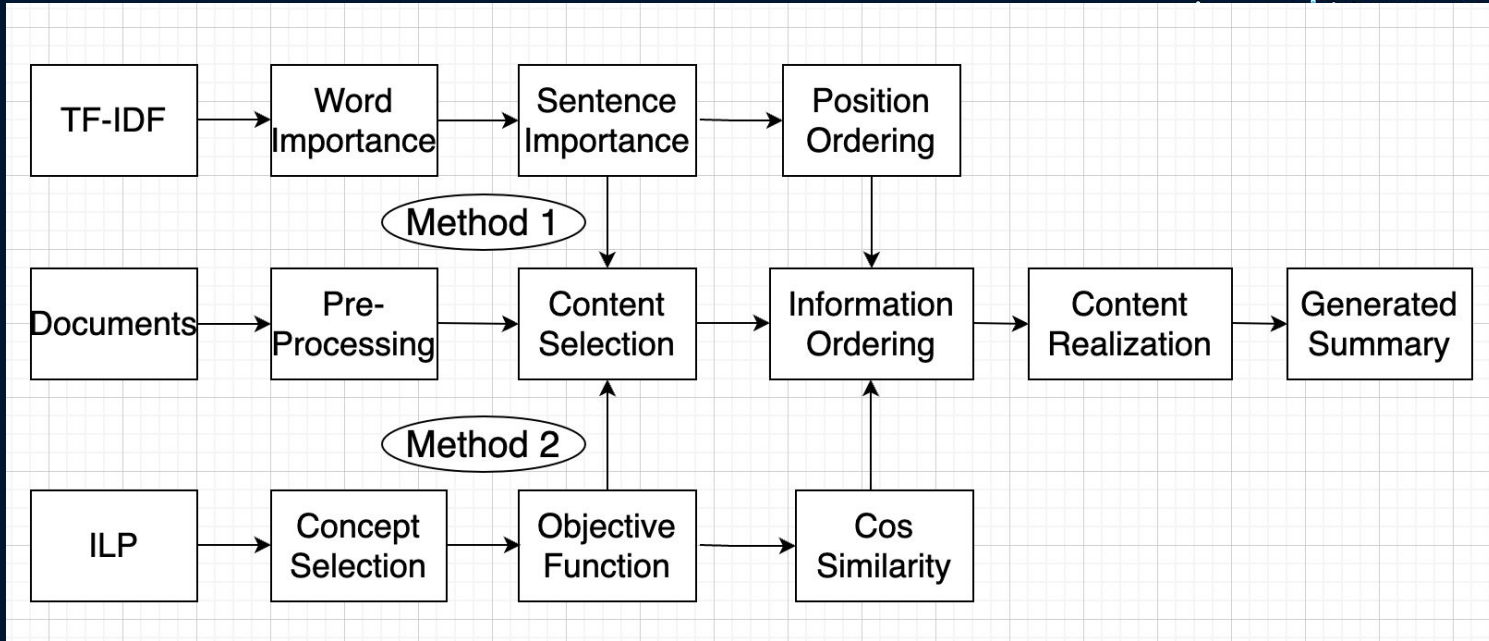 TF-IDF
Word
Importance
Sentence
Importance
Position
Ordering
Method 1
Documents
Pre-
Processing
Content
Selection
Information
Ordering
Content
Realization
Generated
Summary
Method 2
ILP
Concept
Selection
Objective
Function
Cos
Similarity